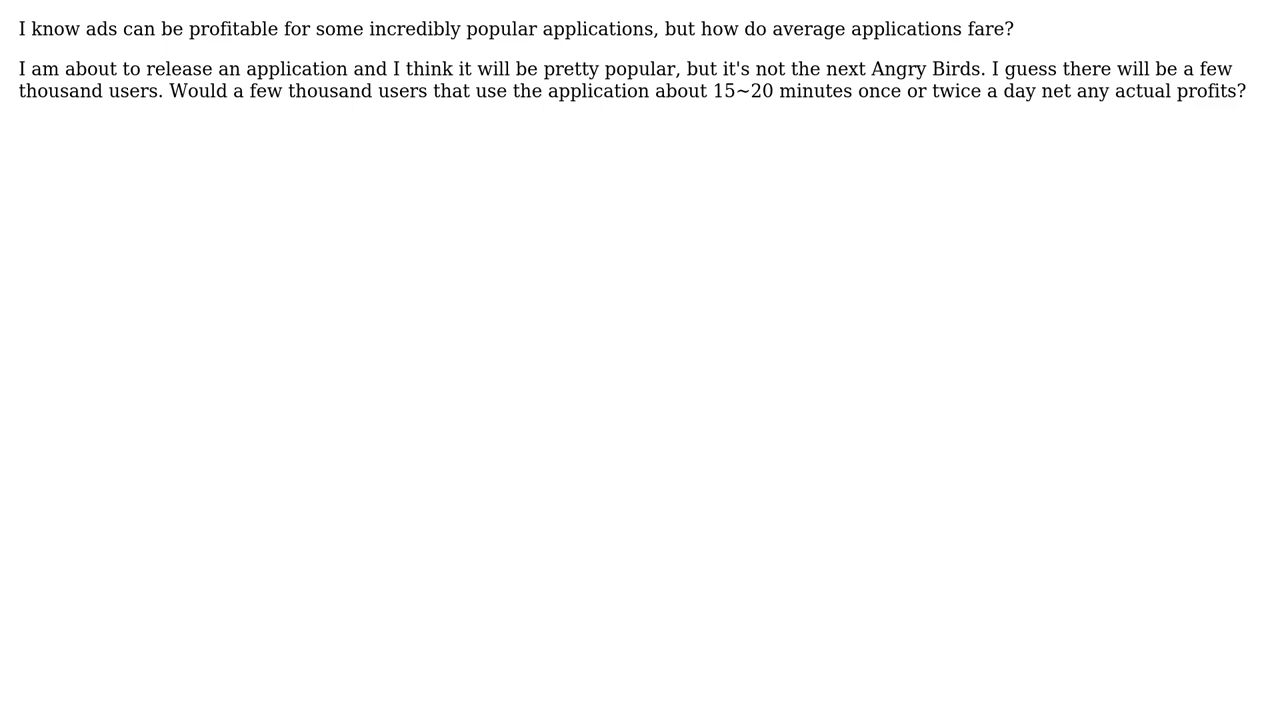 I know ads can be profitable for some incredibly popular applications, but how do average applications fare?
I am about to release an application and I think it will be pretty popular, but it's not the next Angry Birds. I guess there will be a few
thousand users. Would a few thousand users that use the application about 15~20 minutes once or twice a day net any actual profits?